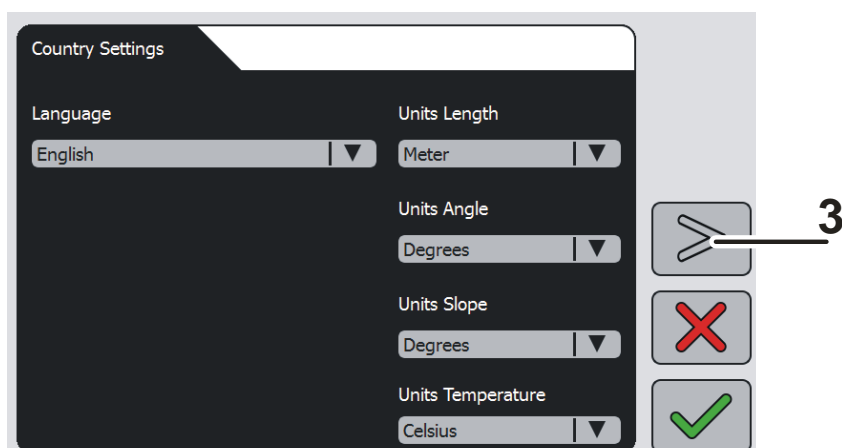 Country Settings
Language
English
Units Length
Meter
Units Angle
Degrees
Units Slope
Degrees
Units Temperature
Celsius
3